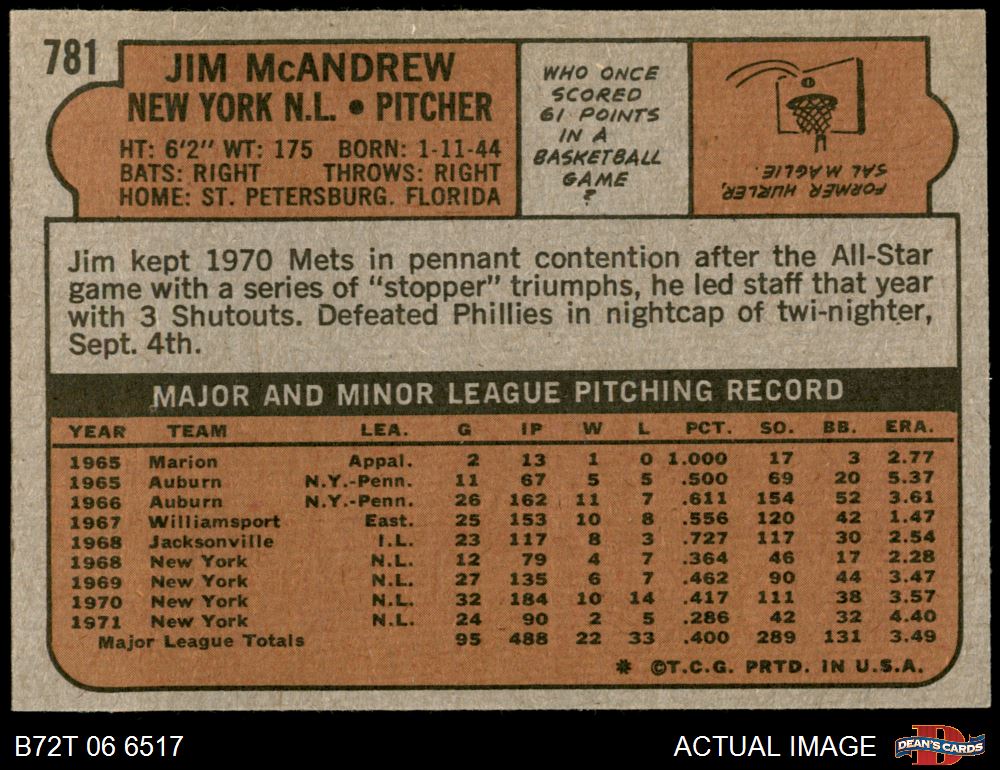 781
JIM McANDREW
NEW YORK N.L. • PITCHER
HT: 6'2" WT: 175 BORN: 1-11-44
BATS: RIGHT THROWS: RIGHT
HOME: ST. PETERSBURG. FLORIDA
WHO ONCE
SCORED
61 POINTS
IN A
BASKETBALL
GAME
?
FORMER HURLER,
SAL MAGLIE.
Jim kept 1970 Mets in pennant contention after the All-Star
game with a series of "stopper" triumphs, he led staff that year
with 3 Shutouts. Defeated Phillies in nightcap of twi-nighter,
Sept. 4th.
MAJOR AND MINOR LEAGUE PITCHING RECORD
YEAR TEAM LEA. G IP W L PCT. SO. BB. ERA.
1965 Marion Appal. 2 13 1 0 1.000 17 3 2.77
1965 Auburn N.Y.-Penn. 11 67 5 5 .500 69 20 5.37
1966 Auburn N.Y.-Penn. 26 162 11 7 .611 154 52 3.61
1967 Williamsport East. 25 153 10 8 .556 120 42 1.47
1968 Jacksonville I.L. 23 117 8 3 .727 117 30 2.54
1968 New York N.L. 12 79 4 7 .364 46 17 2.28
1969 New York N.L. 27 135 6 7 .462 90 44 3.47
1970 New York N.L. 32 184 10 14 .417 111 38 3.57
1971 New York N.L. 24 90 2 5 .286 42 32 4.40
Major League Totals 95 488 22 33 .400 289 131 3.49
* ©T.C.G. PRTD. IN U.S.A.
B72T 06 6517
ACTUAL IMAGE
D
DEAN'S CARDS